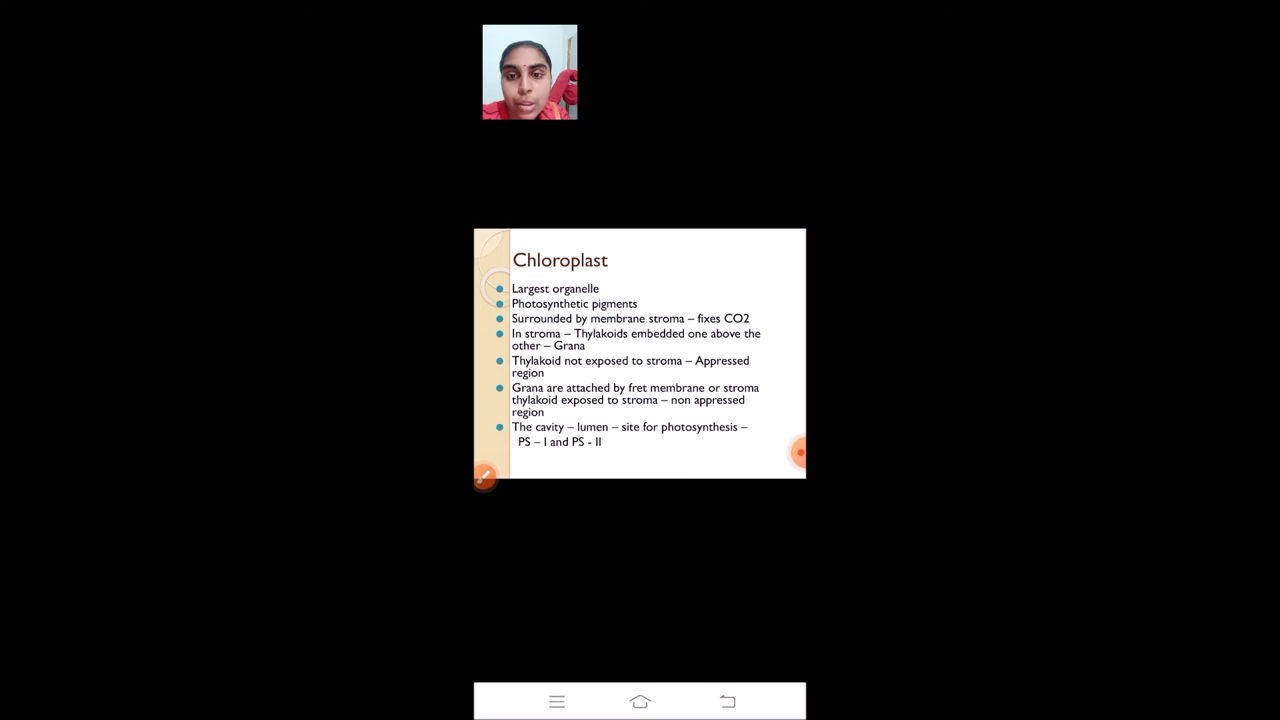 Chloroplast
Largest organelle
Photosynthetic pigments
Surrounded by membrane stroma – fixes CO2
In stroma – Thylakoids embedded one above the
other – Grana
Thylakoid not exposed to stroma – Appressed
region
Grana are attached by fret membrane or stroma
thylakoid exposed to stroma – non appressed
region
The cavity – lumen – site for photosynthesis –
PS – I and PS - II